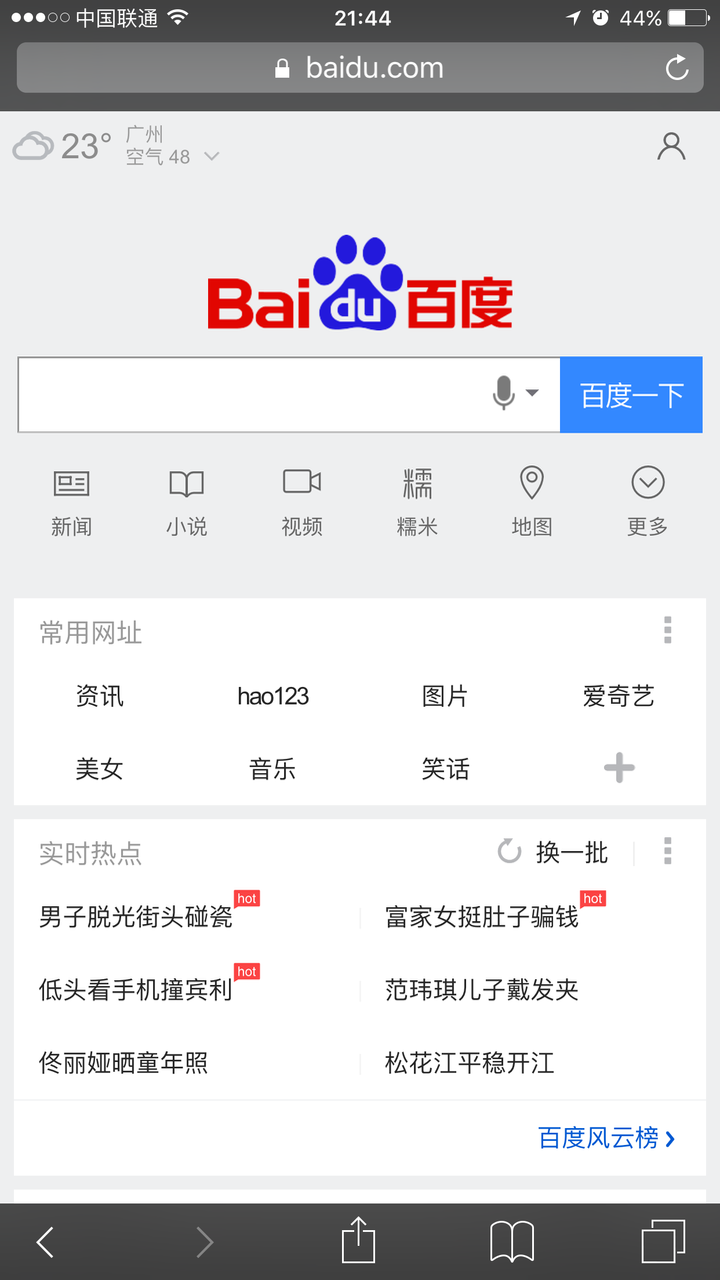 中国联通 21:44 44%
baidu.com
23° 广州
空气 48
Bai du 百度
百度一下
糯
新闻 小说 视频 糯米 地图 更多
常用网址
资讯 hao123 图片 爱奇艺
美女 音乐 笑话
实时热点 换一批
男子脱光街头碰瓷 hot 富家女挺肚子骗钱 hot
低头看手机撞宾利 hot 范玮琪儿子戴发夹
佟丽娅晒童年照 松花江平稳开江
百度风云榜